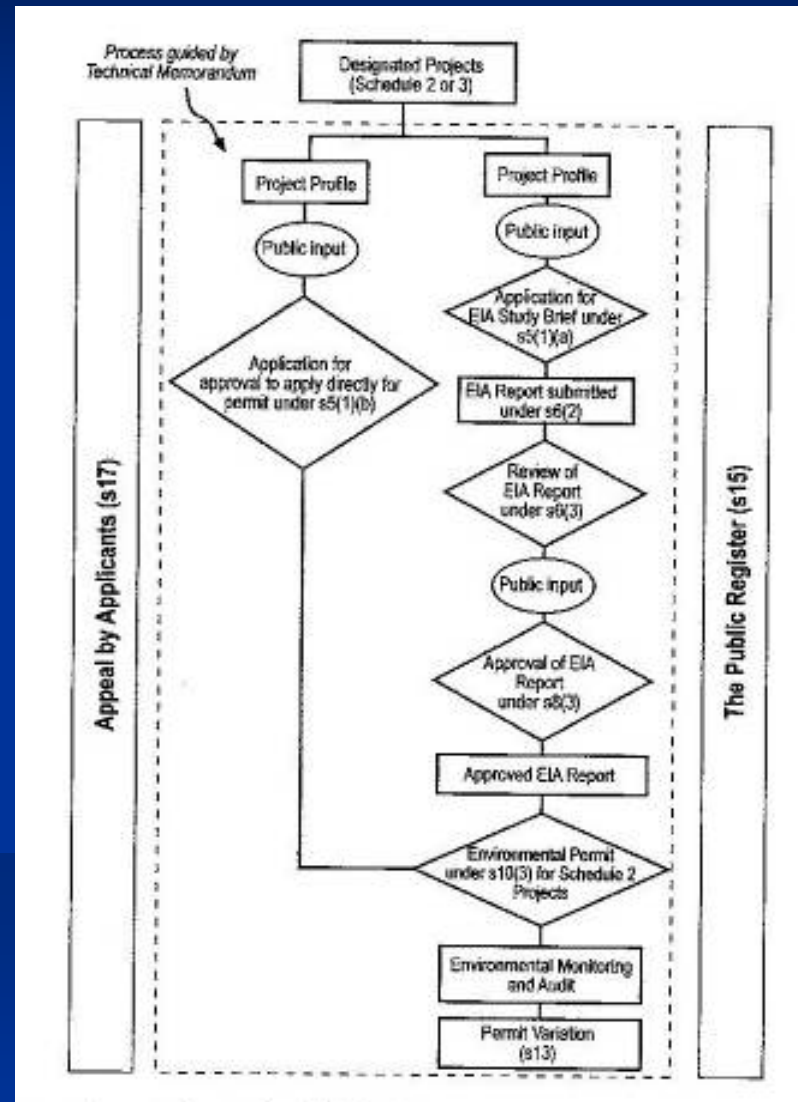 Process guided by
Technical Memorandum
Designated Projects
(Schedule 2 or 3)
Project Profile
Public input
Application for
approval to apply directly for
permit under s5(1)(b)
Project Profile
Public input
Application for
EIA Study Brief under
s5(1)(a)
EIA Report submitted
under s6(2)
Review of
EIA Report
under s6(3)
Public input
Approval of EIA
Report
under s8(3)
Approved EIA Report
Environmental Permit
under s10(3) for Schedule 2
Projects
Environmental Monitoring
and Audit
Permit Variation
(s13)
Appeal by Applicants (s17)
The Public Register (s15)